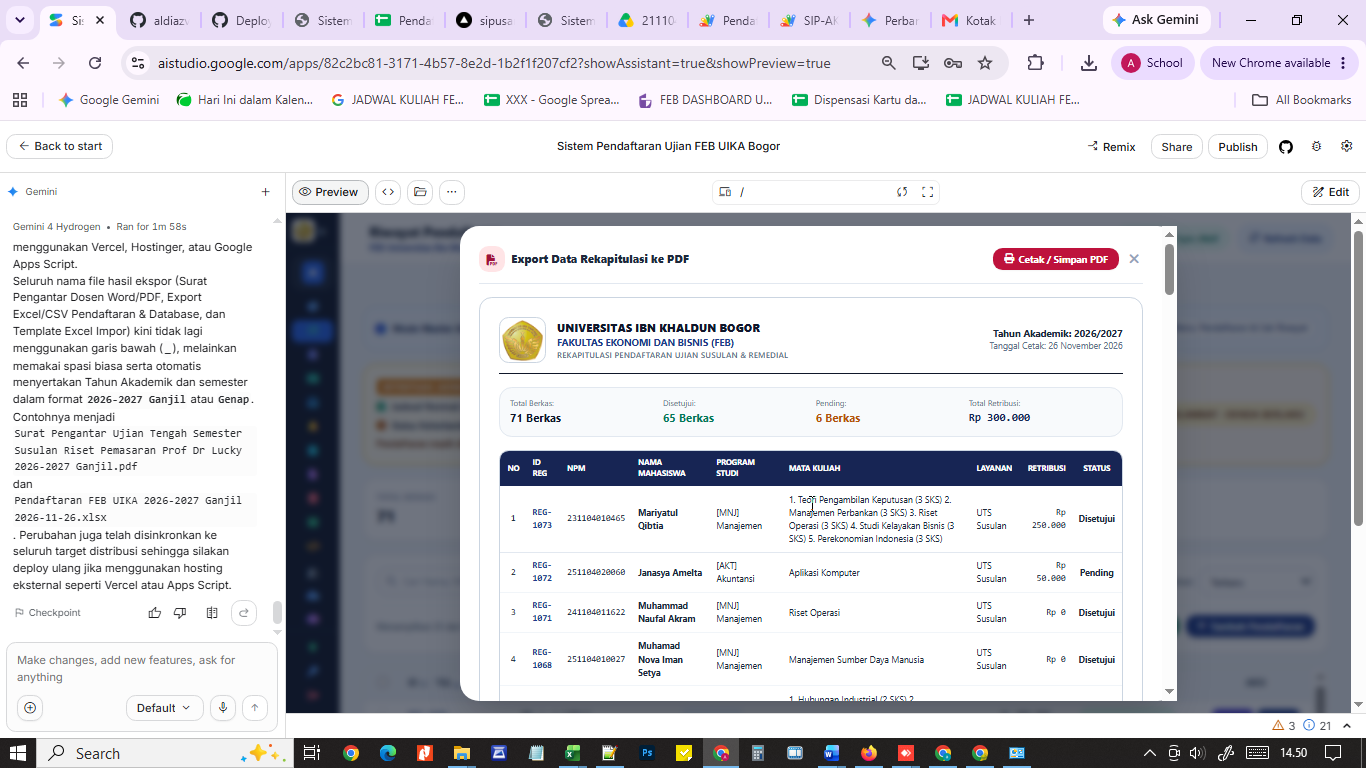 Sis
aldiazv
Deploy
Sistem
Penda
sipusa
Sistem
21110
Penda
SIP-AK
Perbar
Kotak
Ask Gemini
aistudio.google.com/apps/82c2bc81-3171-4b57-8e2d-1b2f1f207cf2?showAssistant=true&showPreview=true
A School
New Chrome available
Google Gemini
Hari Ini dalam Kalen...
JADWAL KULIAH FE...
XXX - Google Sprea...
FEB DASHBOARD U...
Dispensasi Kartu da...
JADWAL KULIAH FE...
All Bookmarks
Back to start
Sistem Pendaftaran Ujian FEB UIKA Bogor
Remix
Share
Publish
Gemini
Preview
/
Edit
Gemini 4 Hydrogen • Ran for 1m 58s
menggunakan Vercel, Hostinger, atau Google
Apps Script.
Seluruh nama file hasil ekspor (Surat
Pengantar Dosen Word/PDF, Export
Excel/CSV Pendaftaran & Database, dan
Template Excel Impor) kini tidak lagi
menggunakan garis bawah (_), melainkan
memakai spasi biasa serta otomatis
menyertakan Tahun Akademik dan semester
dalam format 2026-2027 Ganjil atau Genap.
Contohnya menjadi
Surat Pengantar Ujian Tengah Semester
Susulan Riset Pemasaran Prof Dr Lucky
2026-2027 Ganjil.pdf
dan
Pendaftaran FEB UIKA 2026-2027 Ganjil
2026-11-26.xlsx
. Perubahan juga telah disinkronkan ke
seluruh target distribusi sehingga silakan
deploy ulang jika menggunakan hosting
eksternal seperti Vercel atau Apps Script.
Checkpoint
Make changes, add new features, ask for
anything
Default
PDF
Export Data Rekapitulasi ke PDF
Cetak / Simpan PDF
UNIVERSITAS IBN KHALDUN BOGOR
FAKULTAS EKONOMI DAN BISNIS (FEB)
REKAPITULASI PENDAFTARAN UJIAN SUSULAN & REMEDIAL
Tahun Akademik: 2026/2027
Tanggal Cetak: 26 November 2026
Total Berkas:
71 Berkas
Disetujui:
65 Berkas
Pending:
6 Berkas
Total Retribusi:
Rp 300.000
NO ID REG NPM NAMA MAHASISWA PROGRAM STUDI MATA KULIAH LAYANAN RETRIBUSI STATUS
1 REG-1073 231104010465 Mariyatul Qibtia [MNJ] Manajemen 1. Teori Pengambilan Keputusan (3 SKS) 2. Manajemen Perbankan (3 SKS) 3. Riset Operasi (3 SKS) 4. Studi Kelayakan Bisnis (3 SKS) 5. Perekonomian Indonesia (3 SKS) UTS Susulan Rp 250.000 Disetujui
2 REG-1072 251104020060 Janasya Amelta [AKT] Akuntansi Aplikasi Komputer UTS Susulan Rp 50.000 Pending
3 REG-1071 241104011622 Muhammad Naufal Akram [MNJ] Manajemen Riset Operasi UTS Susulan Rp 0 Disetujui
4 REG-1068 251104010027 Muhamad Nova Iman Setya [MNJ] Manajemen Manajemen Sumber Daya Manusia UTS Susulan Rp 0 Disetujui
1. Hubungan Industrial (2 SKS) 2.
3
21
Search
14.50